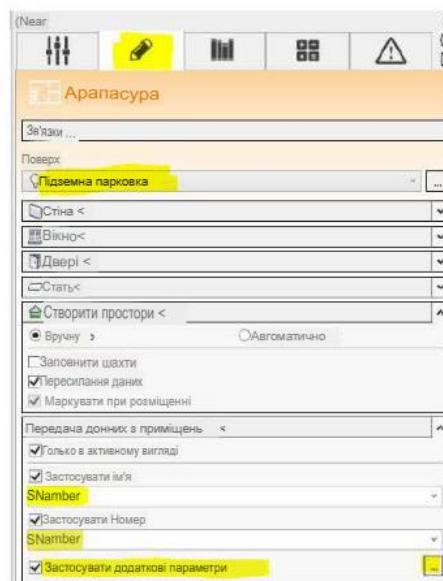 (Near
Арапасура
Зв'язки ...
Поверх
Підземна парковка
...
Стіна <
Вікно<
Двері <
Стать<
Створити простори <
Вручну >
Автоматично
Заповнити шахти
Пересилання даних
Маркувати при розміщенні
Передача донних з приміщень <
Только в активному вигляді
Застосувати ім'я
SNamber
Застосувати Номер
SNamber
Застосувати додаткові параметри
...